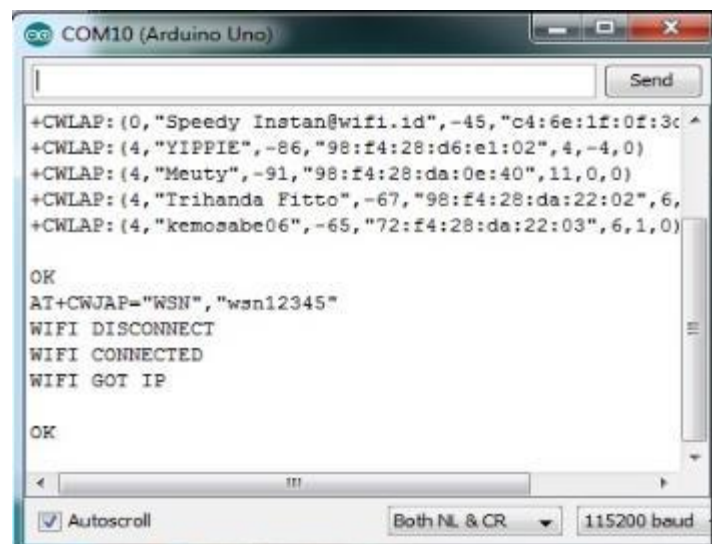 COM10 (Arduino Uno)
Send
+CWLAP:(0,"Speedy Instan@wifi.id",-45,"c4:6e:1f:0f:3c
+CWLAP:(4,"YIPPIE",-86,"98:f4:28:d6:e1:02",4,-4,0)
+CWLAP:(4,"Meuty",-91,"98:f4:28:da:0e:40",11,0,0)
+CWLAP:(4,"Trihanda Fitto",-67,"98:f4:28:da:22:02",6,
+CWLAP:(4,"kemosabe06",-65,"72:f4:28:da:22:03",6,1,0)
OK
AT+CWJAP="WSN","wsn12345"
WIFI DISCONNECT
WIFI CONNECTED
WIFI GOT IP
OK
Autoscroll
Both NL & CR
115200 baud